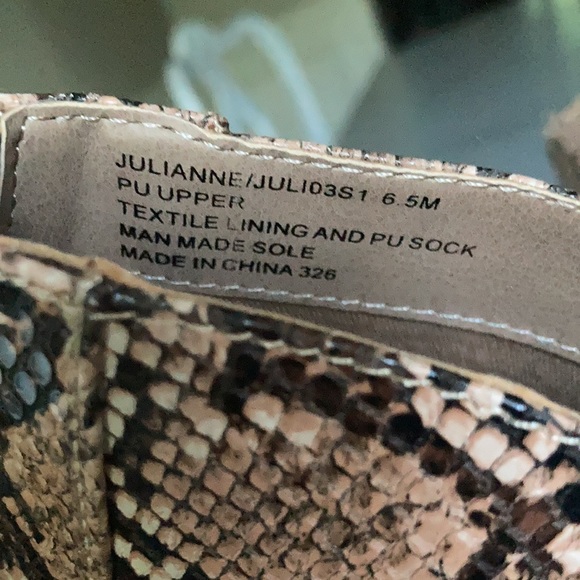 JULIANNE/JULI03S1 6.5M
PU UPPER
TEXTILE LINING AND PU SOCK
MAN MADE SOLE
MADE IN CHINA 326